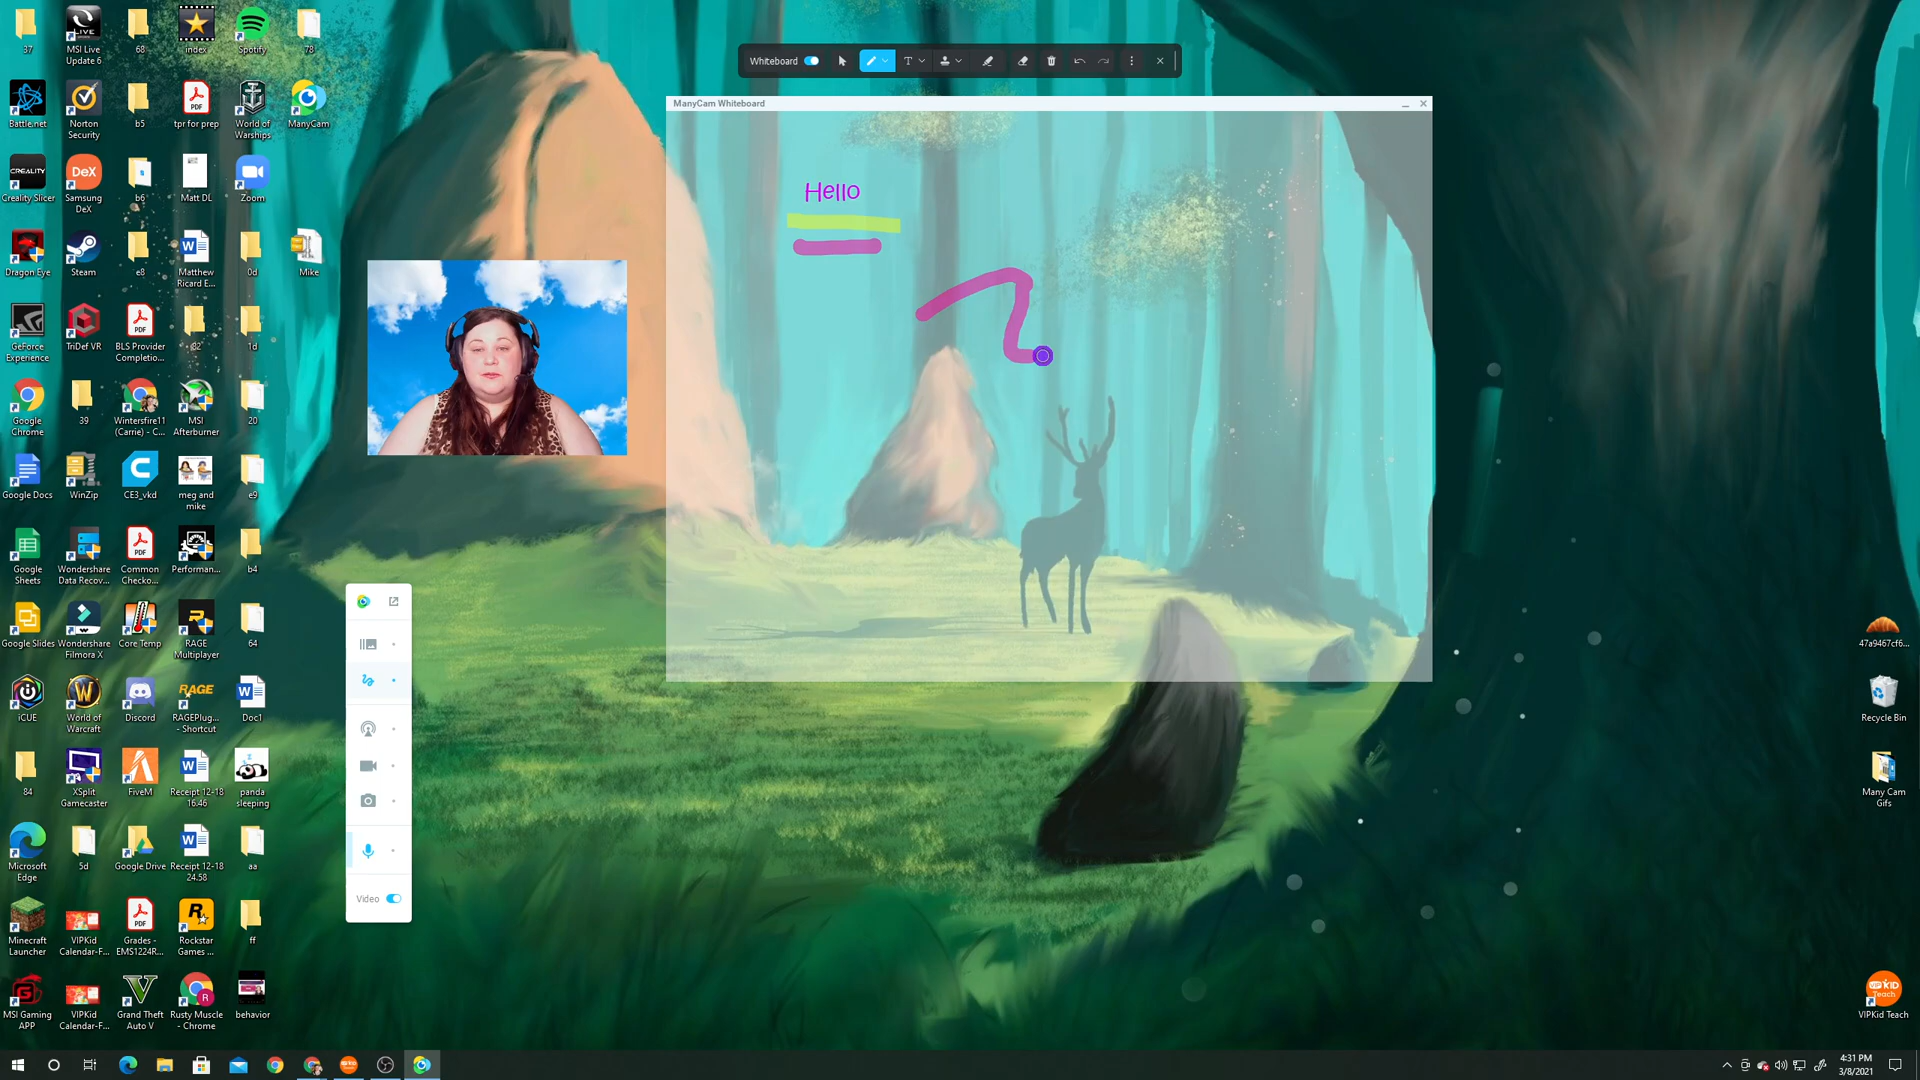 Whiteboard
T
ManyCam Whiteboard
Hello
Video
37
MSI Live
Update 6
68
index
Spotify
78
Battle.net
Norton
Security
b5
tpr for prep
World of
Warships
ManyCam
Creality Slicer
Samsung
DeX
b6
Matt DL
Zoom
Dragon Eye
Steam
e8
Matthew
Ricard E...
0d
Mike
GeForce
Experience
TriDef VR
BLS Provider
Completio...
32
1d
Google
Chrome
39
Wintersfire11
(Carrie) - C...
MSI
Afterburner
20
Google Docs
WinZip
CE3_vkd
meg and
mike
e9
Google
Sheets
Wondershare
Data Recov...
Common
Checko...
Performan...
b4
Google Slides
Wondershare
Filmora X
Core Temp
RAGE
Multiplayer
64
iCUE
World of
Warcraft
Discord
RAGEPlug...
- Shortcut
Doc1
84
XSplit
Gamecaster
FiveM
Receipt 12-18
16.46
panda
sleeping
Microsoft
Edge
5d
Google Drive
Receipt 12-18
24.58
aa
Minecraft
Launcher
VIPKid
Calendar-F...
Grades -
EMS1224R...
Rockstar
Games ...
ff
MSI Gaming
APP
VIPKid
Calendar-F...
Grand Theft
Auto V
Rusty Muscle
- Chrome
behavior
47a9467cf6...
Recycle Bin
Many Cam
Gifs
VIPKid Teach
4:31 PM
3/8/2021